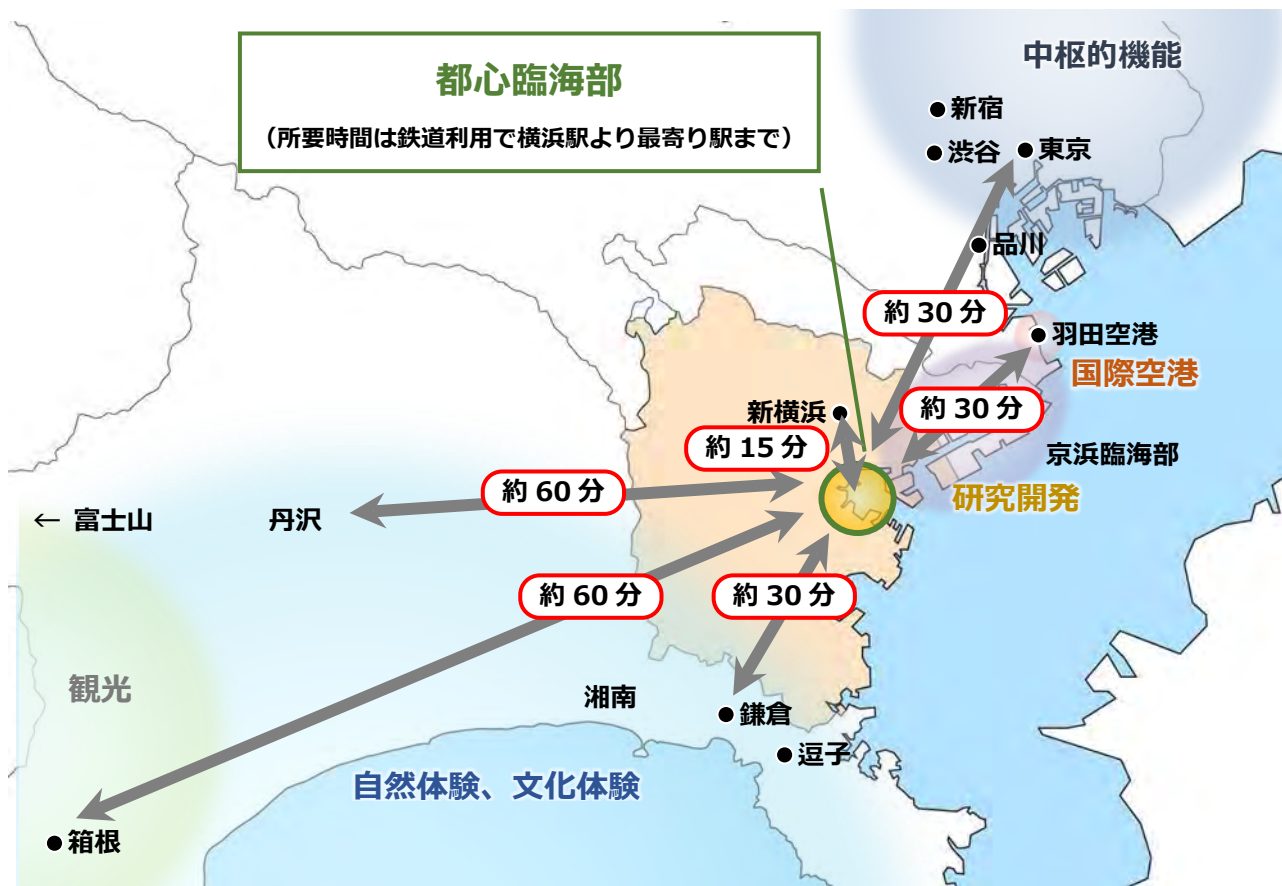 中枢的機能
都心臨海部
（所要時間は鉄道利用で横浜駅より最寄り駅まで）
新宿
渋谷
東京
品川
約 30 分
羽田空港
国際空港
約 30 分
新横浜
約 15 分
京浜臨海部
研究開発
約 60 分
← 富士山
丹沢
約 60 分
約 30 分
観光
湘南
鎌倉
逗子
自然体験、文化体験
箱根